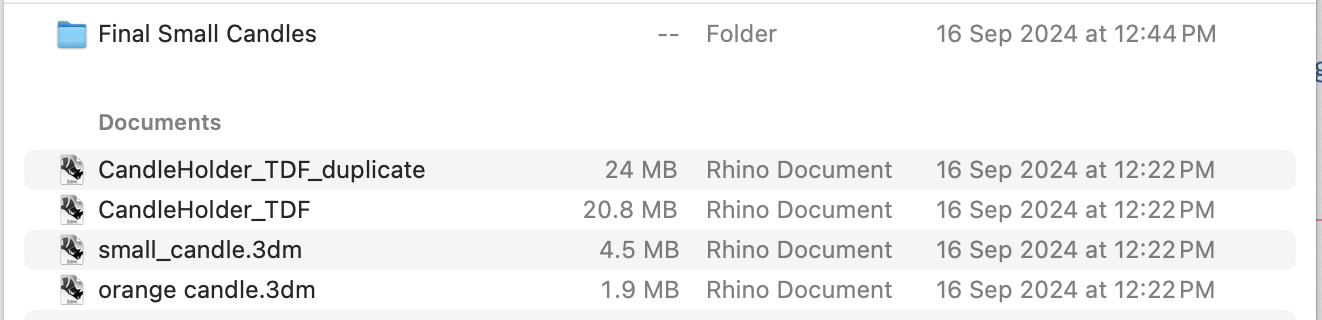 Final Small Candles -- Folder 16 Sep 2024 at 12:44 PM
Documents
CandleHolder_TDF_duplicate 24 MB Rhino Document 16 Sep 2024 at 12:22 PM
CandleHolder_TDF 20.8 MB Rhino Document 16 Sep 2024 at 12:22 PM
small_candle.3dm 4.5 MB Rhino Document 16 Sep 2024 at 12:22 PM
orange candle.3dm 1.9 MB Rhino Document 16 Sep 2024 at 12:22 PM